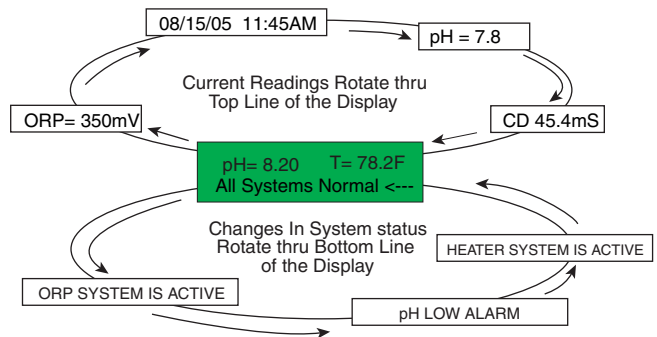 08/15/05 11:45AM
pH = 7.8
Current Readings Rotate thru
Top Line of the Display
ORP= 350mV
CD 45.4mS
pH= 8.20 T= 78.2F
All Systems Normal <---
Changes In System status
Rotate thru Bottom Line
of the Display
HEATER SYSTEM IS ACTIVE
ORP SYSTEM IS ACTIVE
pH LOW ALARM